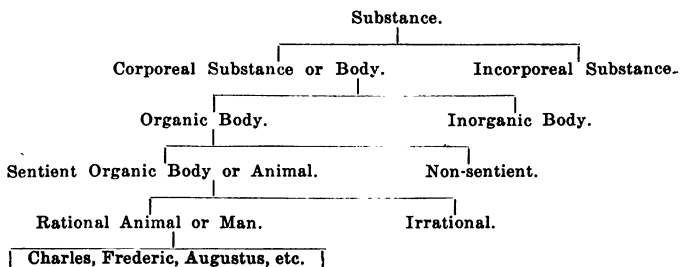 Substance.
Corporeal Substance or Body. Incorporeal Substance.
Organic Body. Inorganic Body.
Sentient Organic Body or Animal. Non-sentient.
Rational Animal or Man. Irrational.
Charles, Frederic, Augustus, etc.